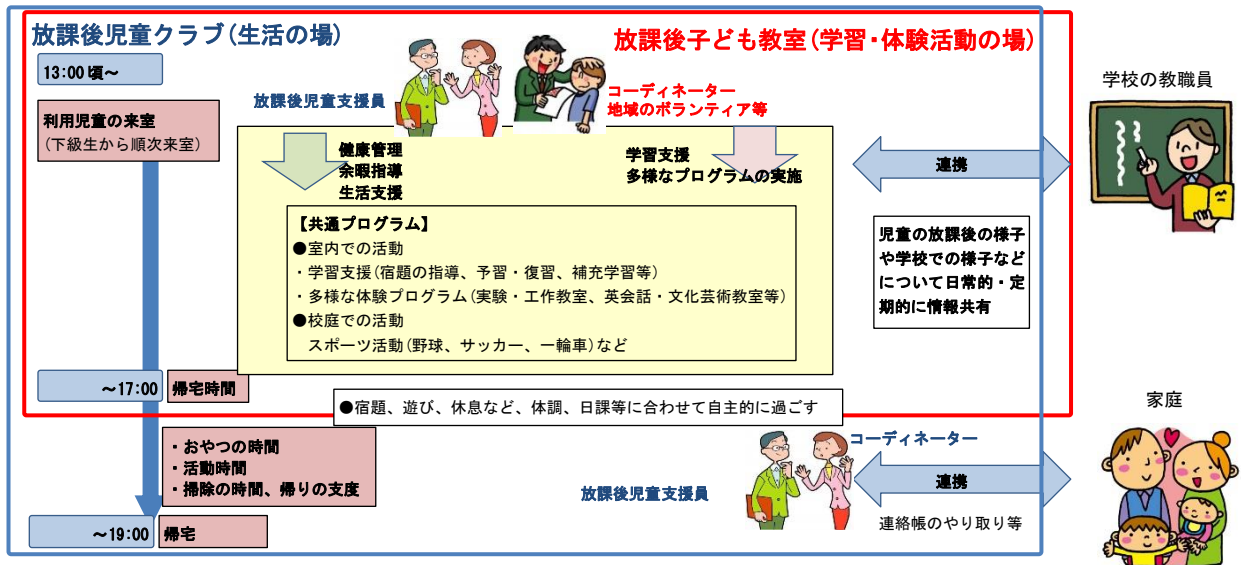 放課後児童クラブ(生活の場)
放課後子ども教室(学習・体験活動の場)
13:00頃～
利用児童の来室
(下級生から順次来室)
放課後児童支援員
コーディネーター
地域のボランティア等
学校の教職員
健康管理
余暇指導
生活支援
学習支援
多様なプログラムの実施
連携
【共通プログラム】
●室内での活動
・学習支援(宿題の指導、予習・復習、補充学習等)
・多様な体験プログラム(実験・工作教室、英会話・文化芸術教室等)
●校庭での活動
スポーツ活動(野球、サッカー、一輪車)など
児童の放課後の様子
や学校での様子など
について日常的・定
期的に情報共有
～17:00
帰宅時間
●宿題、遊び、休息など、体調、日課等に合わせて自主的に過ごす
家庭
・おやつの時間
・活動時間
・掃除の時間、帰りの支度
コーディネーター
放課後児童支援員
連携
連絡帳のやり取り等
～19:00
帰宅